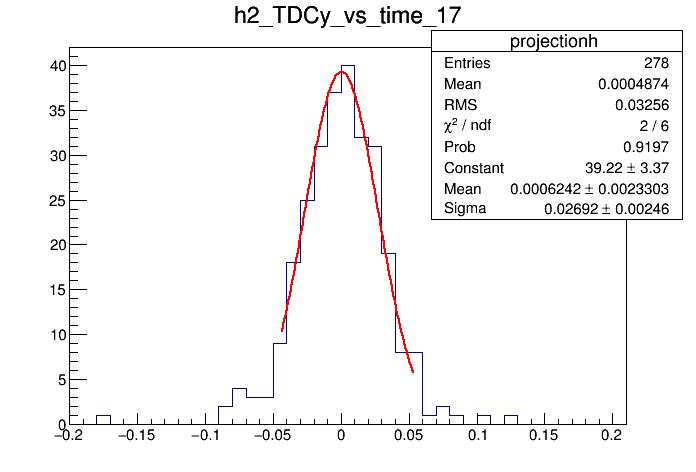 h2_TDCy_vs_time_17
projectionh
Entries 278
Mean 0.0004874
RMS 0.03256
χ² / ndf 2 / 6
Prob 0.9197
Constant 39.22 ± 3.37
Mean 0.0006242 ± 0.0023303
Sigma 0.02692 ± 0.00246
40
35
30
25
20
15
10
5
0
−0.2 −0.15 −0.1 −0.05 0 0.05 0.1 0.15 0.2